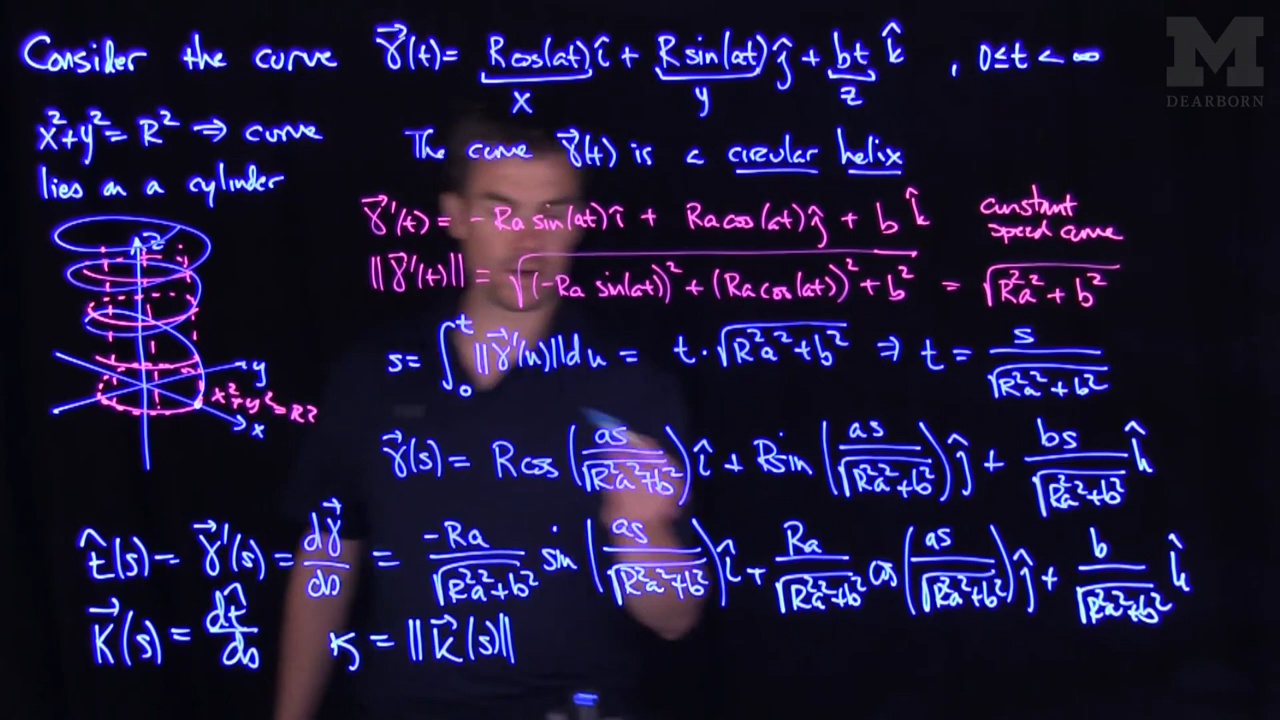 Consider the curve γ⃗(t)= Rcos(at)î + Rsin(at)ĵ + bt k̂ , 0≤t<∞
x y z
M
DEARBORN
x²+y²=R² ⇒ curve
lies on a cylinder
The curve γ⃗(t) is a circular helix
γ⃗'(t) = -Ra sin(at)î + Ra cos(at)ĵ + b k̂
constant
speed curve
||γ⃗'(t)|| = √((-Ra sin(at))² + (Ra cos(at))² + b²) = √(R²a²+b²)
z
y
x
x²+y²=R²
s = ∫₀ᵗ ||γ⃗'(u)||du = t·√(R²a²+b²) ⇒ t = s/√(R²a²+b²)
γ⃗(s) = Rcos(as/√(R²a²+b²))î + Rsin(as/√(R²a²+b²))ĵ + bs/√(R²a²+b²) k̂
t̂(s) = γ⃗'(s) = dγ⃗/ds = -Ra/√(R²a²+b²) sin(as/√(R²a²+b²))î + Ra/√(R²a²+b²) cos(as/√(R²a²+b²))ĵ + b/√(R²a²+b²) k̂
K⃗(s) = dt̂/ds κ = ||K⃗(s)||